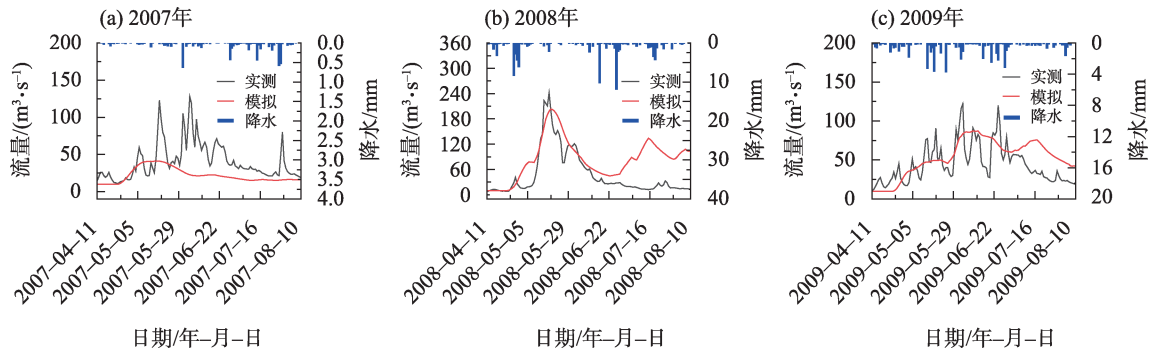 (a) 2007年
流量/(m³·s⁻¹)
200
150
100
50
0
0.0
0.5
1.0
1.5
2.0
2.5
3.0
3.5
4.0
降水/mm
实测
模拟
降水
2007–04–11
2007–05–05
2007–05–29
2007–06–22
2007–07–16
2007–08–10
日期/年–月–日
(b) 2008年
流量/(m³·s⁻¹)
360
300
240
180
120
60
0
0
10
20
30
40
降水/mm
实测
模拟
降水
2008–04–11
2008–05–05
2008–05–29
2008–06–22
2008–07–16
2008–08–10
日期/年–月–日
(c) 2009年
流量/(m³·s⁻¹)
200
150
100
50
0
0
4
8
12
16
20
降水/mm
实测
模拟
降水
2009–04–11
2009–05–05
2009–05–29
2009–06–22
2009–07–16
2009–08–10
日期/年–月–日